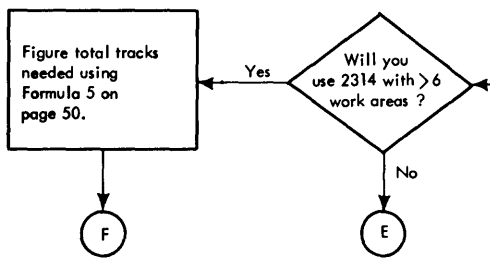 Figure total tracks
needed using
Formula 5 on
page 50.
Yes
Will you
use 2314 with >6
work areas ?
No
F
E